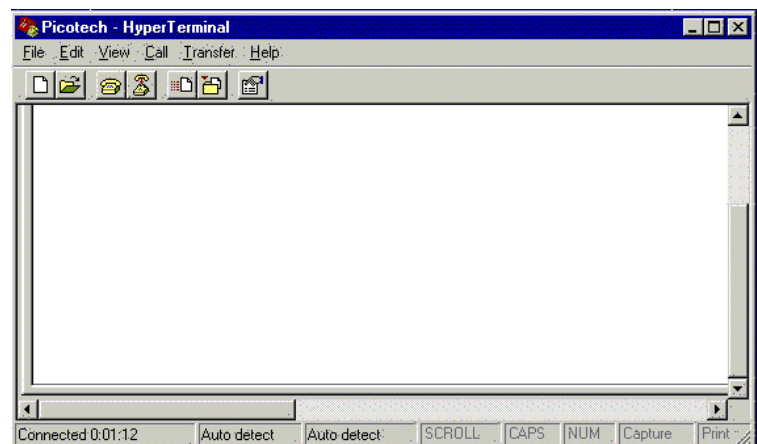 Picotech - HyperTerminal
File Edit View Call Transfer Help
Connected 0:01:12 Auto detect Auto detect SCROLL CAPS NUM Capture Print